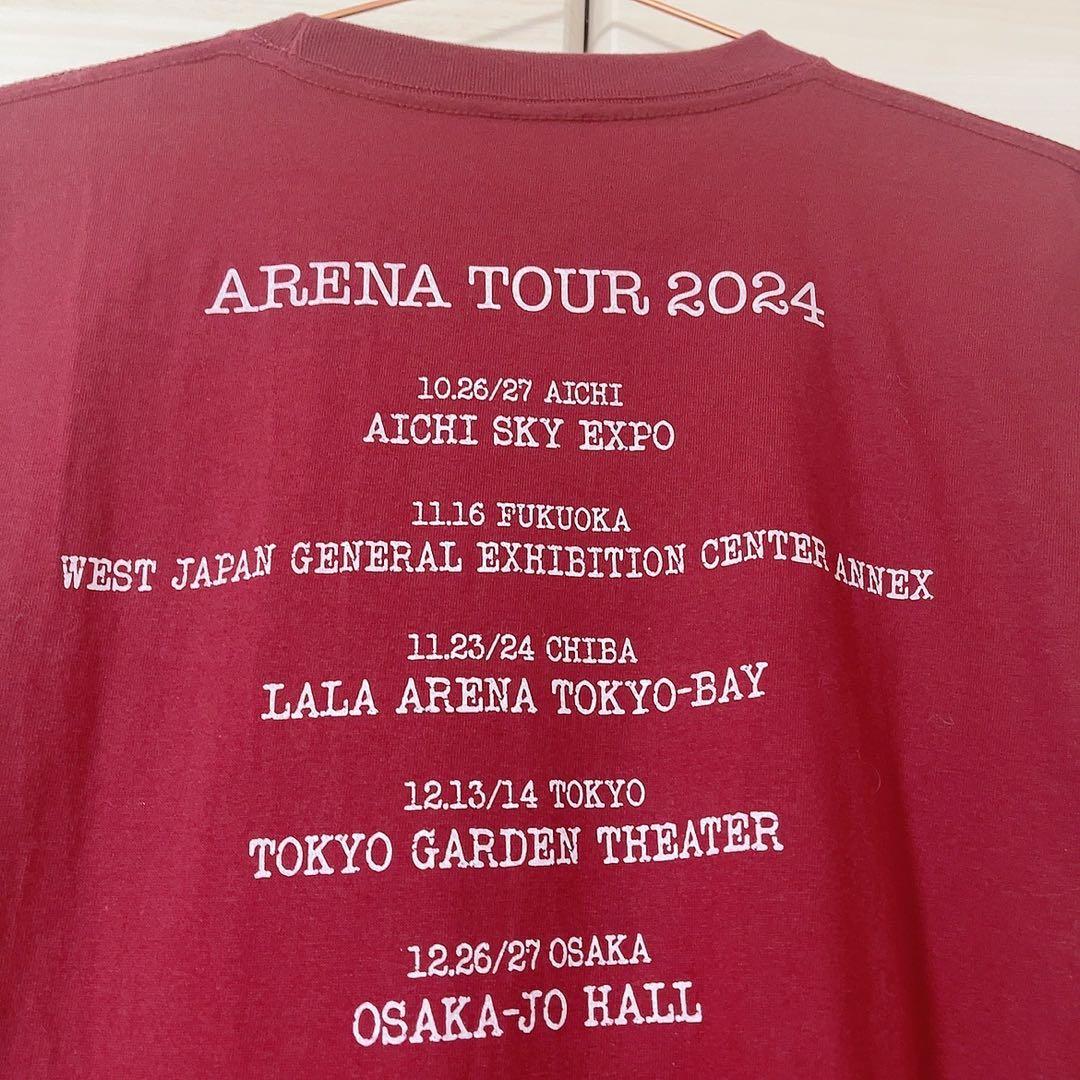 ARENA TOUR 2024
10.26/27 AICHI
AICHI SKY EXPO
11.16 FUKUOKA
WEST JAPAN GENERAL EXHIBITION CENTER ANNEX
11.23/24 CHIBA
LALA ARENA TOKYO-BAY
12.13/14 TOKYO
TOKYO GARDEN THEATER
12.26/27 OSAKA
OSAKA-JO HALL